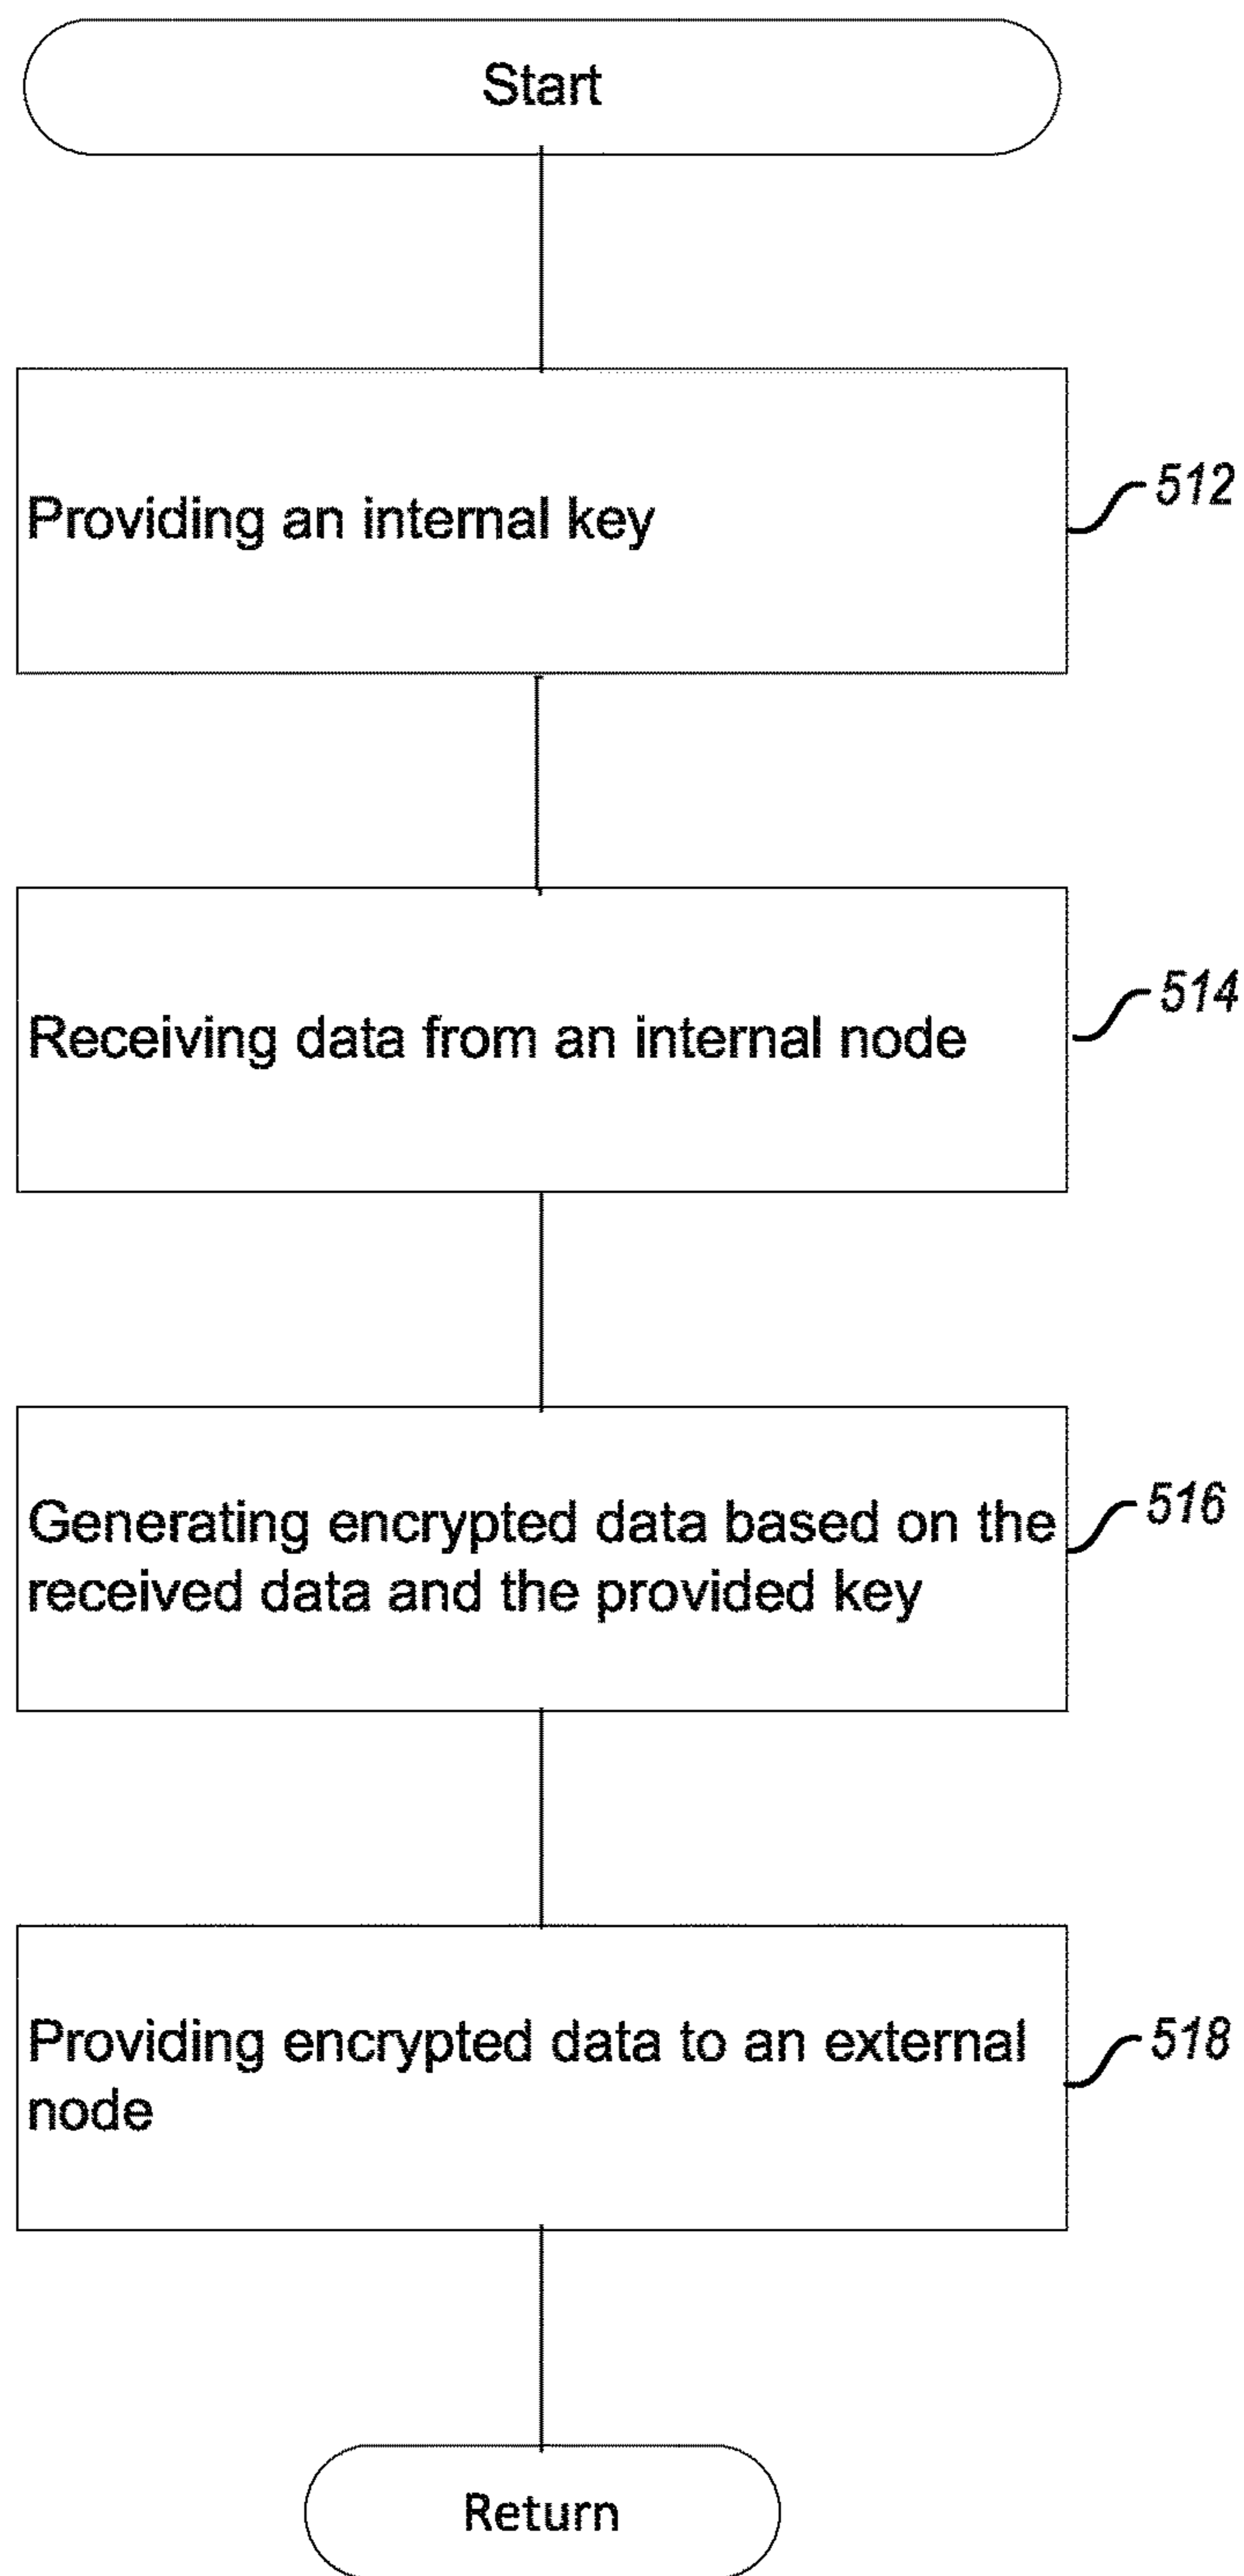 Start
Providing an internal key
512
Receiving data from an internal node
514
Generating encrypted data based on the
received data and the provided key
516
Providing encrypted data to an external
node
518
Return